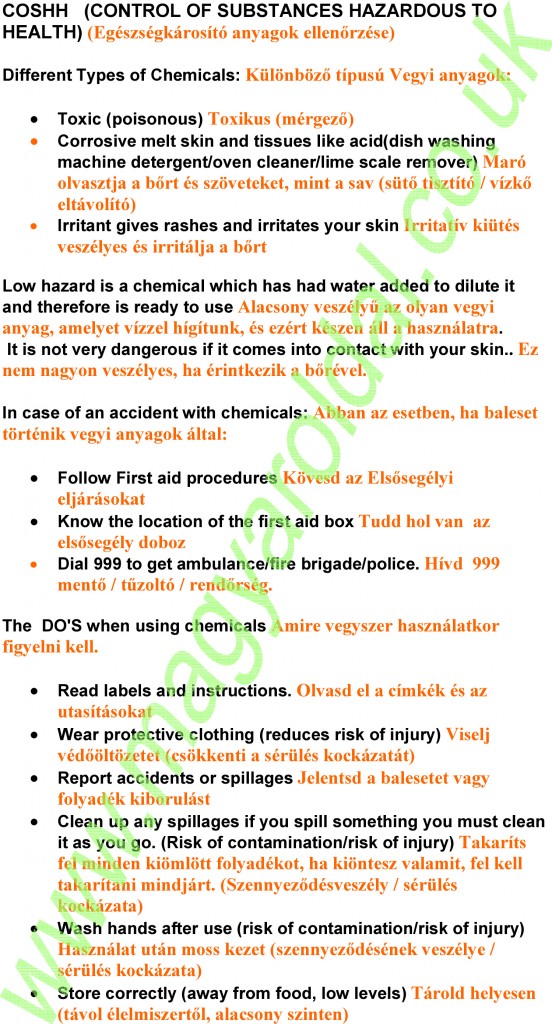 COSHH (CONTROL OF SUBSTANCES HAZARDOUS TO
HEALTH) (Egészségkárosító anyagok ellenőrzése)
Different Types of Chemicals: Különböző típusú Vegyi anyagok:
• Toxic (poisonous) Toxikus (mérgező)
• Corrosive melt skin and tissues like acid(dish washing
machine detergent/oven cleaner/lime scale remover) Maró
olvasztja a bőrt és szöveteket, mint a sav (sütő tisztító / vízkő
eltávolító)
• Irritant gives rashes and irritates your skin Irritatív kiütés
veszélyes és irritálja a bőrt
Low hazard is a chemical which has had water added to dilute it
and therefore is ready to use Alacsony veszélyű az olyan vegyi
anyag, amelyet vízzel hígítunk, és ezért készen áll a használatra.
It is not very dangerous if it comes into contact with your skin.. Ez
nem nagyon veszélyes, ha érintkezik a bőrével.
In case of an accident with chemicals: Abban az esetben, ha baleset
történik vegyi anyagok által:
• Follow First aid procedures Kövesd az Elsősegélyi
eljárásokat
• Know the location of the first aid box Tudd hol van az
elsősegély doboz
• Dial 999 to get ambulance/fire brigade/police. Hívd 999
mentő / tűzoltó / rendőrség.
The DO'S when using chemicals Amire vegyszer használatkor
figyelni kell.
• Read labels and instructions. Olvasd el a címkék és az
utasításokat
• Wear protective clothing (reduces risk of injury) Viselj
védőöltözetet (csökkenti a sérülés kockázatát)
• Report accidents or spillages Jelentsd a balesetet vagy
folyadék kiborulást
• Clean up any spillages if you spill something you must clean
it as you go. (Risk of contamination/risk of injury) Takaríts
fel minden kiömlött folyadékot, ha kiöntesz valamit, fel kell
takarítani mindjárt. (Szennyeződésveszély / sérülés
kockázata)
• Wash hands after use (risk of contamination/risk of injury)
Használat után moss kezet (szennyeződésének veszélye /
sérülés kockázata)
• Store correctly (away from food, low levels) Tárold helyesen
(távol élelmiszertől, alacsony szinten)
www.magyaroldal.co.uk